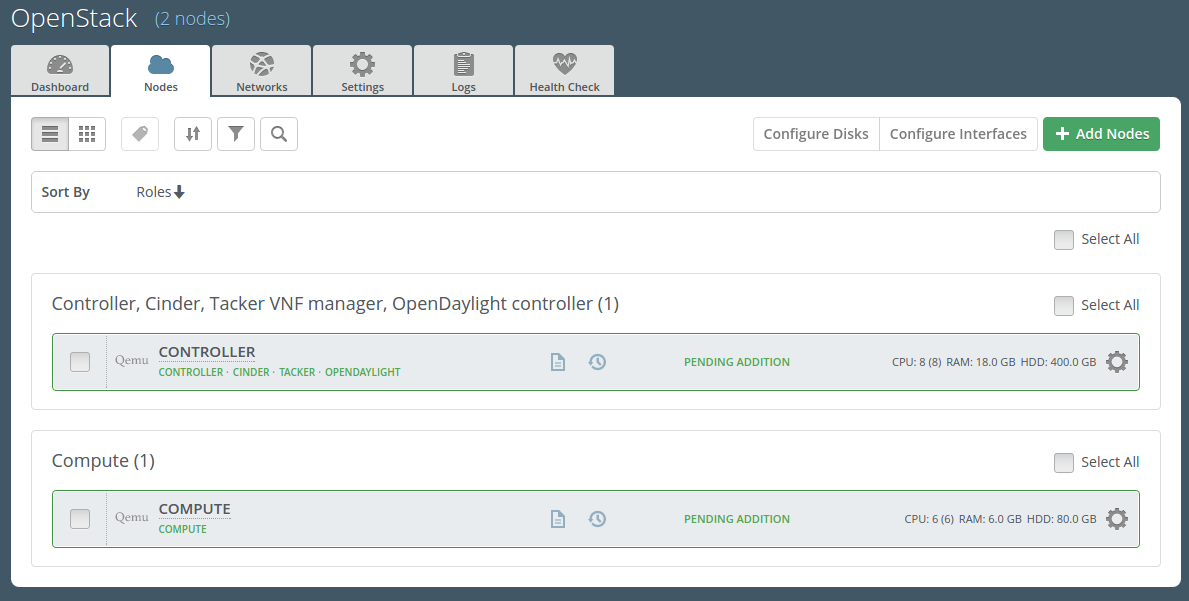 OpenStack (2 nodes)
Dashboard Nodes Networks Settings Logs Health Check
Configure Disks Configure Interfaces + Add Nodes
Sort By Roles
Select All
Controller, Cinder, Tacker VNF manager, OpenDaylight controller (1) Select All
Qemu CONTROLLER PENDING ADDITION CPU: 8 (8) RAM: 18.0 GB HDD: 400.0 GB
CONTROLLER · CINDER · TACKER · OPENDAYLIGHT
Compute (1) Select All
Qemu COMPUTE PENDING ADDITION CPU: 6 (6) RAM: 6.0 GB HDD: 80.0 GB
COMPUTE